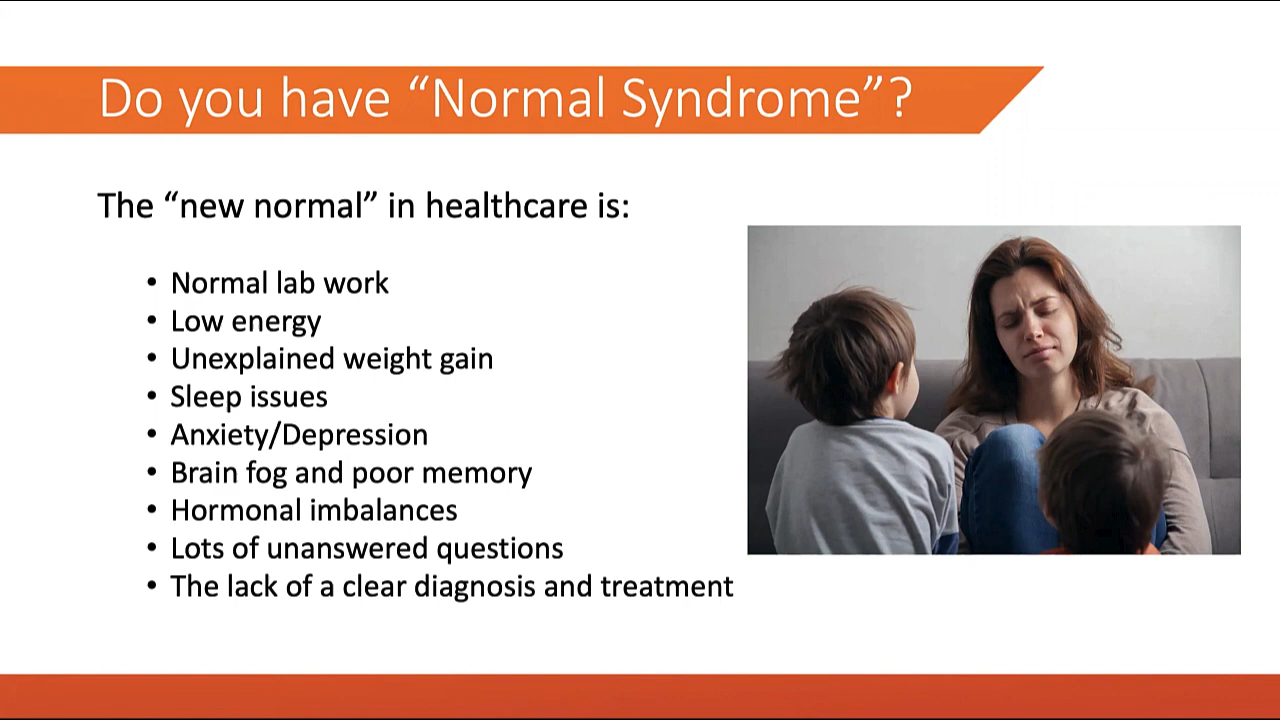 Do you have “Normal Syndrome”?
The “new normal” in healthcare is:
• Normal lab work
• Low energy
• Unexplained weight gain
• Sleep issues
• Anxiety/Depression
• Brain fog and poor memory
• Hormonal imbalances
• Lots of unanswered questions
• The lack of a clear diagnosis and treatment